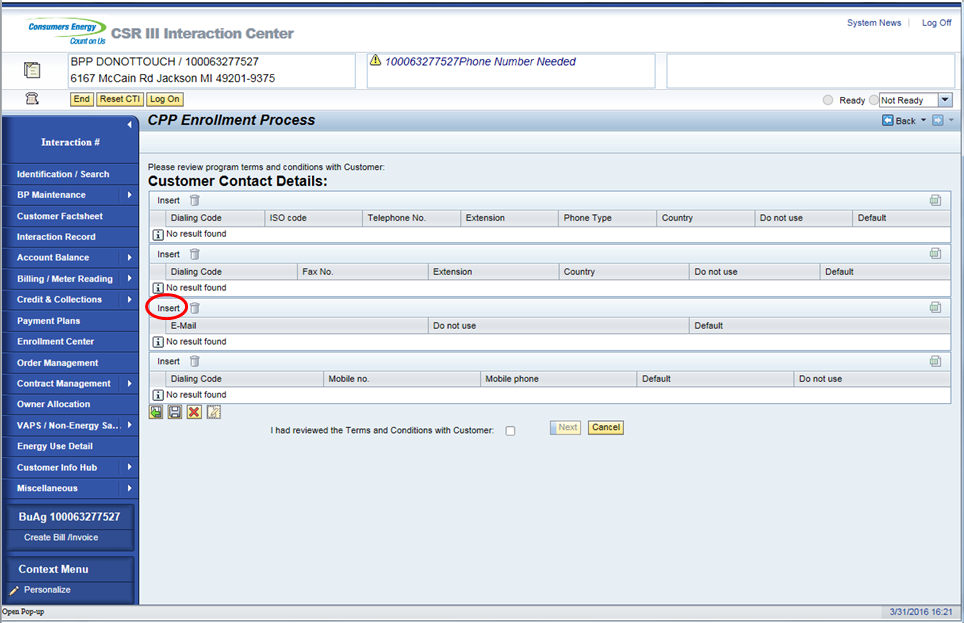 System News | Log Off
Consumers Energy
Count on Us
CSR III Interaction Center
BPP DONOTTOUCH / 100063277527
6167 McCain Rd Jackson MI 49201-9375
100063277527Phone Number Needed
End Reset CTI Log On
Ready Not Ready
CPP Enrollment Process
Back
Interaction #
Identification / Search
BP Maintenance
Customer Factsheet
Interaction Record
Account Balance
Billing / Meter Reading
Credit & Collections
Payment Plans
Enrollment Center
Order Management
Contract Management
Owner Allocation
VAPS / Non-Energy Sa...
Energy Use Detail
Customer Info Hub
Miscellaneous
BuAg 100063277527
Create Bill /Invoice
Context Menu
Personalize
Please review program terms and conditions with Customer:
Customer Contact Details:
Insert
Dialing Code ISO code Telephone No. Extension Phone Type Country Do not use Default
No result found
Insert
Dialing Code Fax No. Extension Country Do not use Default
No result found
Insert
E-Mail Do not use Default
No result found
Insert
Dialing Code Mobile no. Mobile phone Default Do not use
No result found
I had reviewed the Terms and Conditions with Customer: Next Cancel
Open Pop-up
3/31/2016 16:21